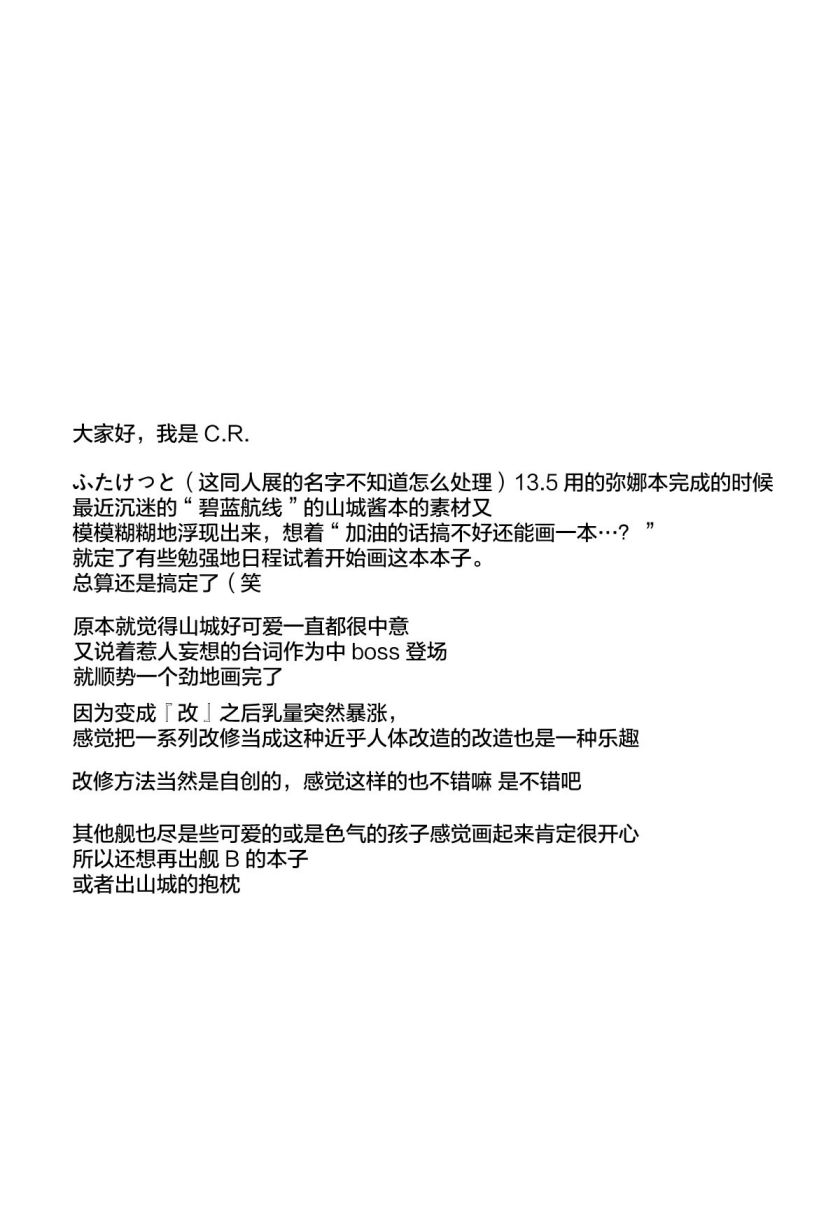 大家好，我是 C.R.
ふたけっと（这同人展的名字不知道怎么处理）13.5 用的弥娜本完成的时候
最近沉迷的“碧蓝航线”的山城酱本的素材又
模模糊糊地浮现出来，想着“加油的话搞不好还能画一本…？”
就定了有些勉强地日程试着开始画这本本子。
总算还是搞定了（笑
原本就觉得山城好可爱一直都很中意
又说着惹人妄想的台词作为中 boss 登场
就顺势一个劲地画完了
因为变成『改』之后乳量突然暴涨，
感觉把一系列改修当成这种近乎人体改造的改造也是一种乐趣
改修方法当然是自创的，感觉这样的也不错嘛 是不错吧
其他舰也尽是些可爱的或是色气的孩子感觉画起来肯定很开心
所以还想再出舰 B 的本子
或者出山城的抱枕